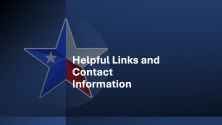 Helpful Links and
Contact
Information